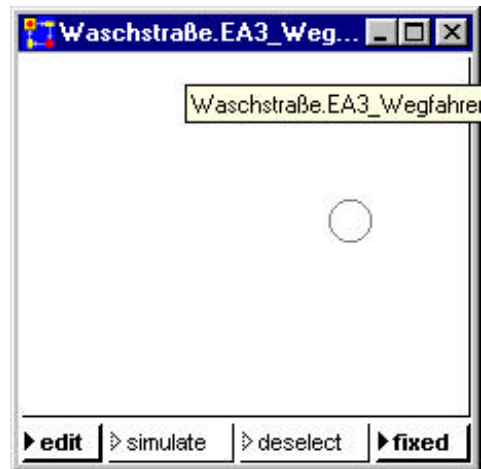 Waschstraße.EA3_Weg...
Waschstraße.EA3_Wegfahren
edit simulate deselect fixed